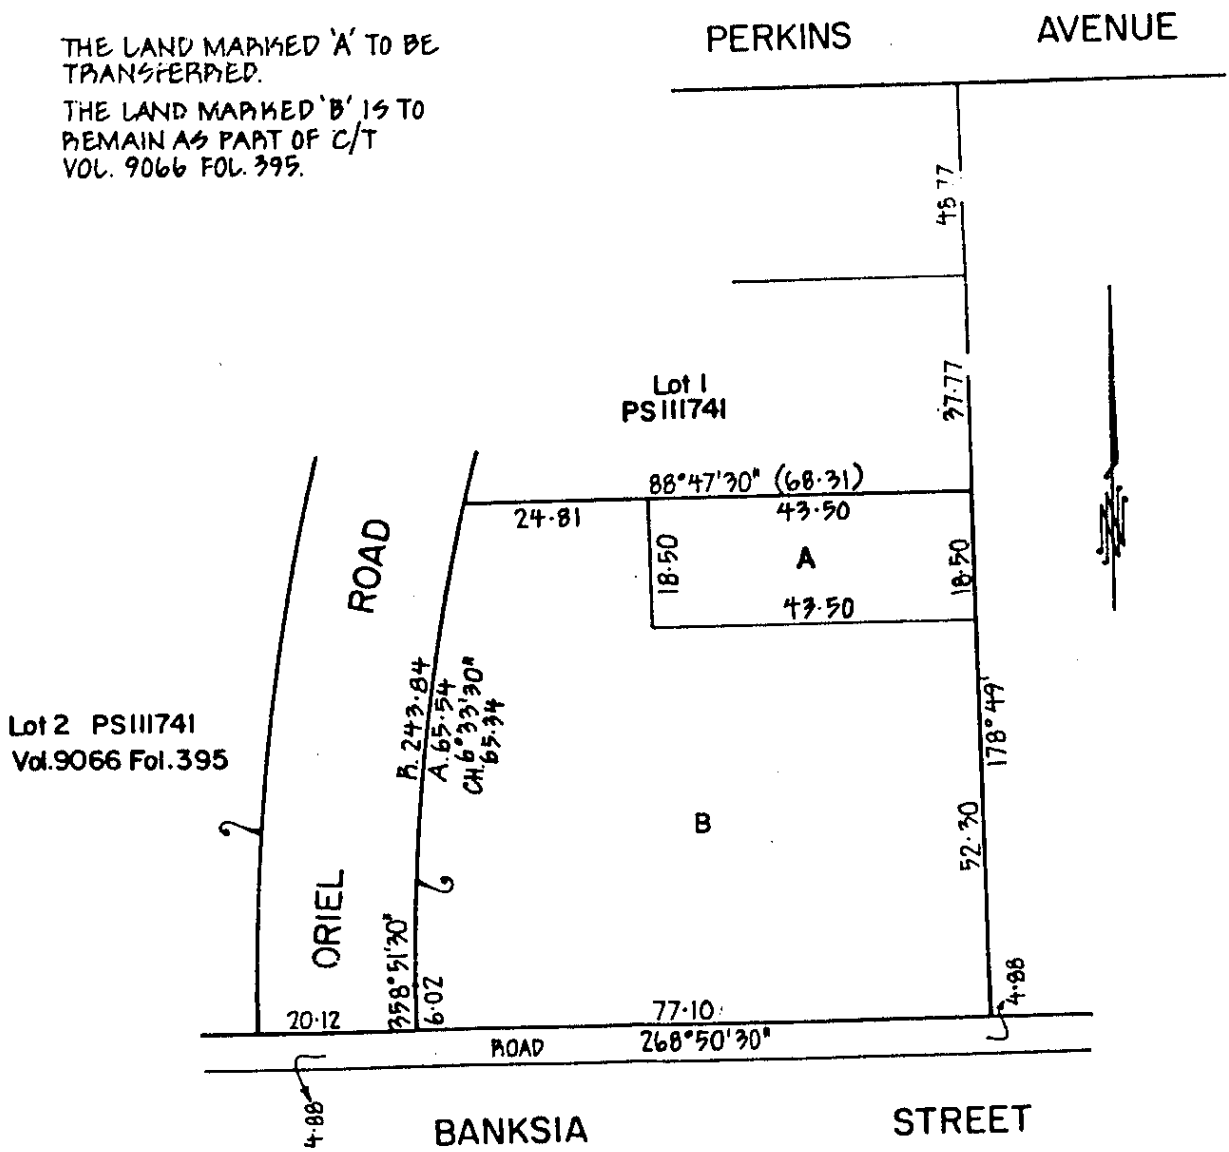 THE LAND MARKED 'A' TO BE
TRANSFERRED.
THE LAND MARKED 'B' IS TO
REMAIN AS PART OF C/T
VOL. 9066 FOL. 395.
PERKINS AVENUE
48.77
37.77
Lot 1
PS111741
88°47'30" (68.31)
24.81
43.50
18.50
A
18.50
43.50
ROAD
R. 243.84
A. 65.54
CH. 6°33'30"
65.34
178°49'
Lot 2 PS111741
Vol.9066 Fol.395
B
52.30
ORIEL
358°51'30"
6.02
4.88
20.12
77.10
ROAD
268°50'30"
4.88
BANKSIA STREET